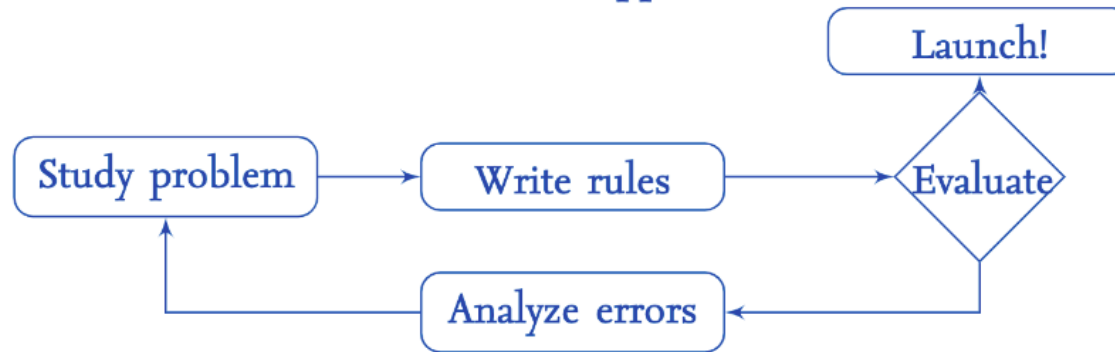 Launch!
Study problem
Write rules
Evaluate
Analyze errors